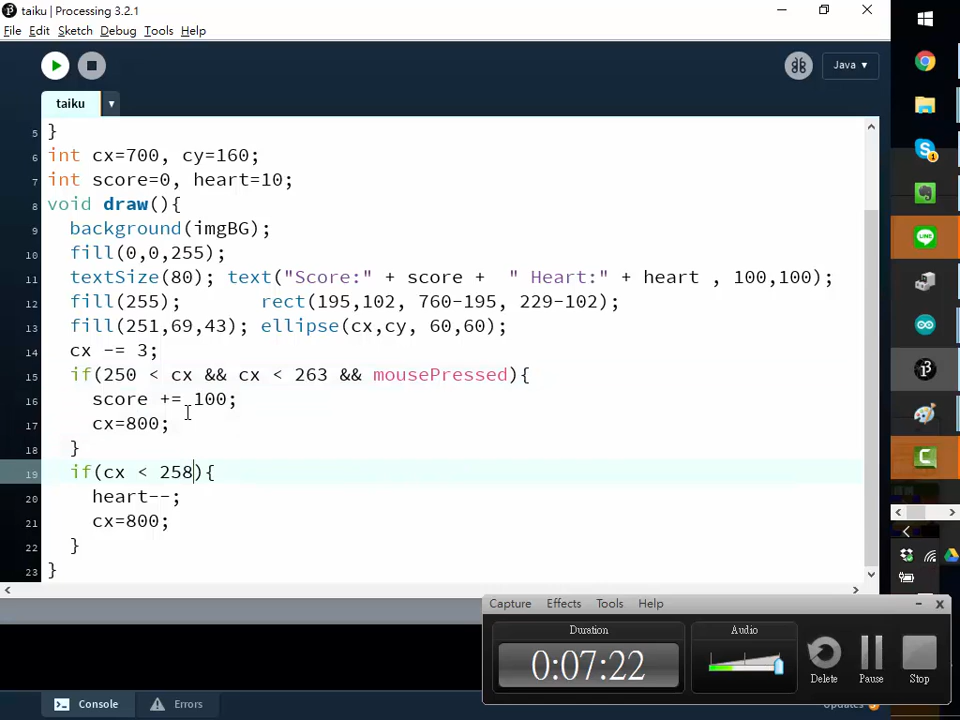 taiku | Processing 3.2.1
File Edit Sketch Debug Tools Help
Java ▾
taiku
5 }
6 int cx=700, cy=160;
7 int score=0, heart=10;
8 void draw(){
9 background(imgBG);
10 fill(0,0,255);
11 textSize(80); text("Score:" + score + " Heart:" + heart , 100,100);
12 fill(255); rect(195,102, 760-195, 229-102);
13 fill(251,69,43); ellipse(cx,cy, 60,60);
14 cx -= 3;
15 if(250 < cx && cx < 263 && mousePressed){
16 score += 100;
17 cx=800;
18 }
19 if(cx < 258){
20 heart--;
21 cx=800;
22 }
23 }
Capture Effects Tools Help
Duration
0:07:22
Audio
Delete
Pause
Stop
Console
Errors
Updates